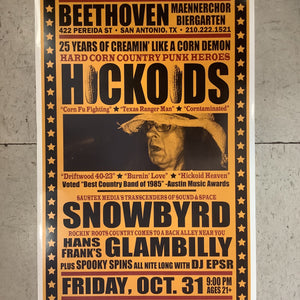 BEETHOVEN MAENNERCHOR
BIERGARTEN
422 PEREIDA ST • SAN ANTONIO, TX • 210.222.1521
25 YEARS OF CREAMIN' LIKE A CORN DEMON
HARD CORN COUNTRY PUNK HEROES
HICKOIDS
"Corn Fu Fighting" ★ "Texas Ranger Man" ★ "Corntaminated"
"Driftwood 40-23" ★ "Burnin' Love" ★ "Hickoid Heaven"
Voted "Best Country Band of 1985" -Austin Music Awards
SAUSTEX MEDIA'S TRANSCENDERS OF SOUND & SPACE
SNOWBYRD
ROCKIN' ROOTS COUNTRY COMES TO A BACK ALLEY NEAR YOU
HANS FRANK'S GLAMBILLY
PLUS SPOOKY SPINS ALL NITE LONG WITH DJ EPSR
FRIDAY, OCT. 31 9:00 PM
AGES 21+